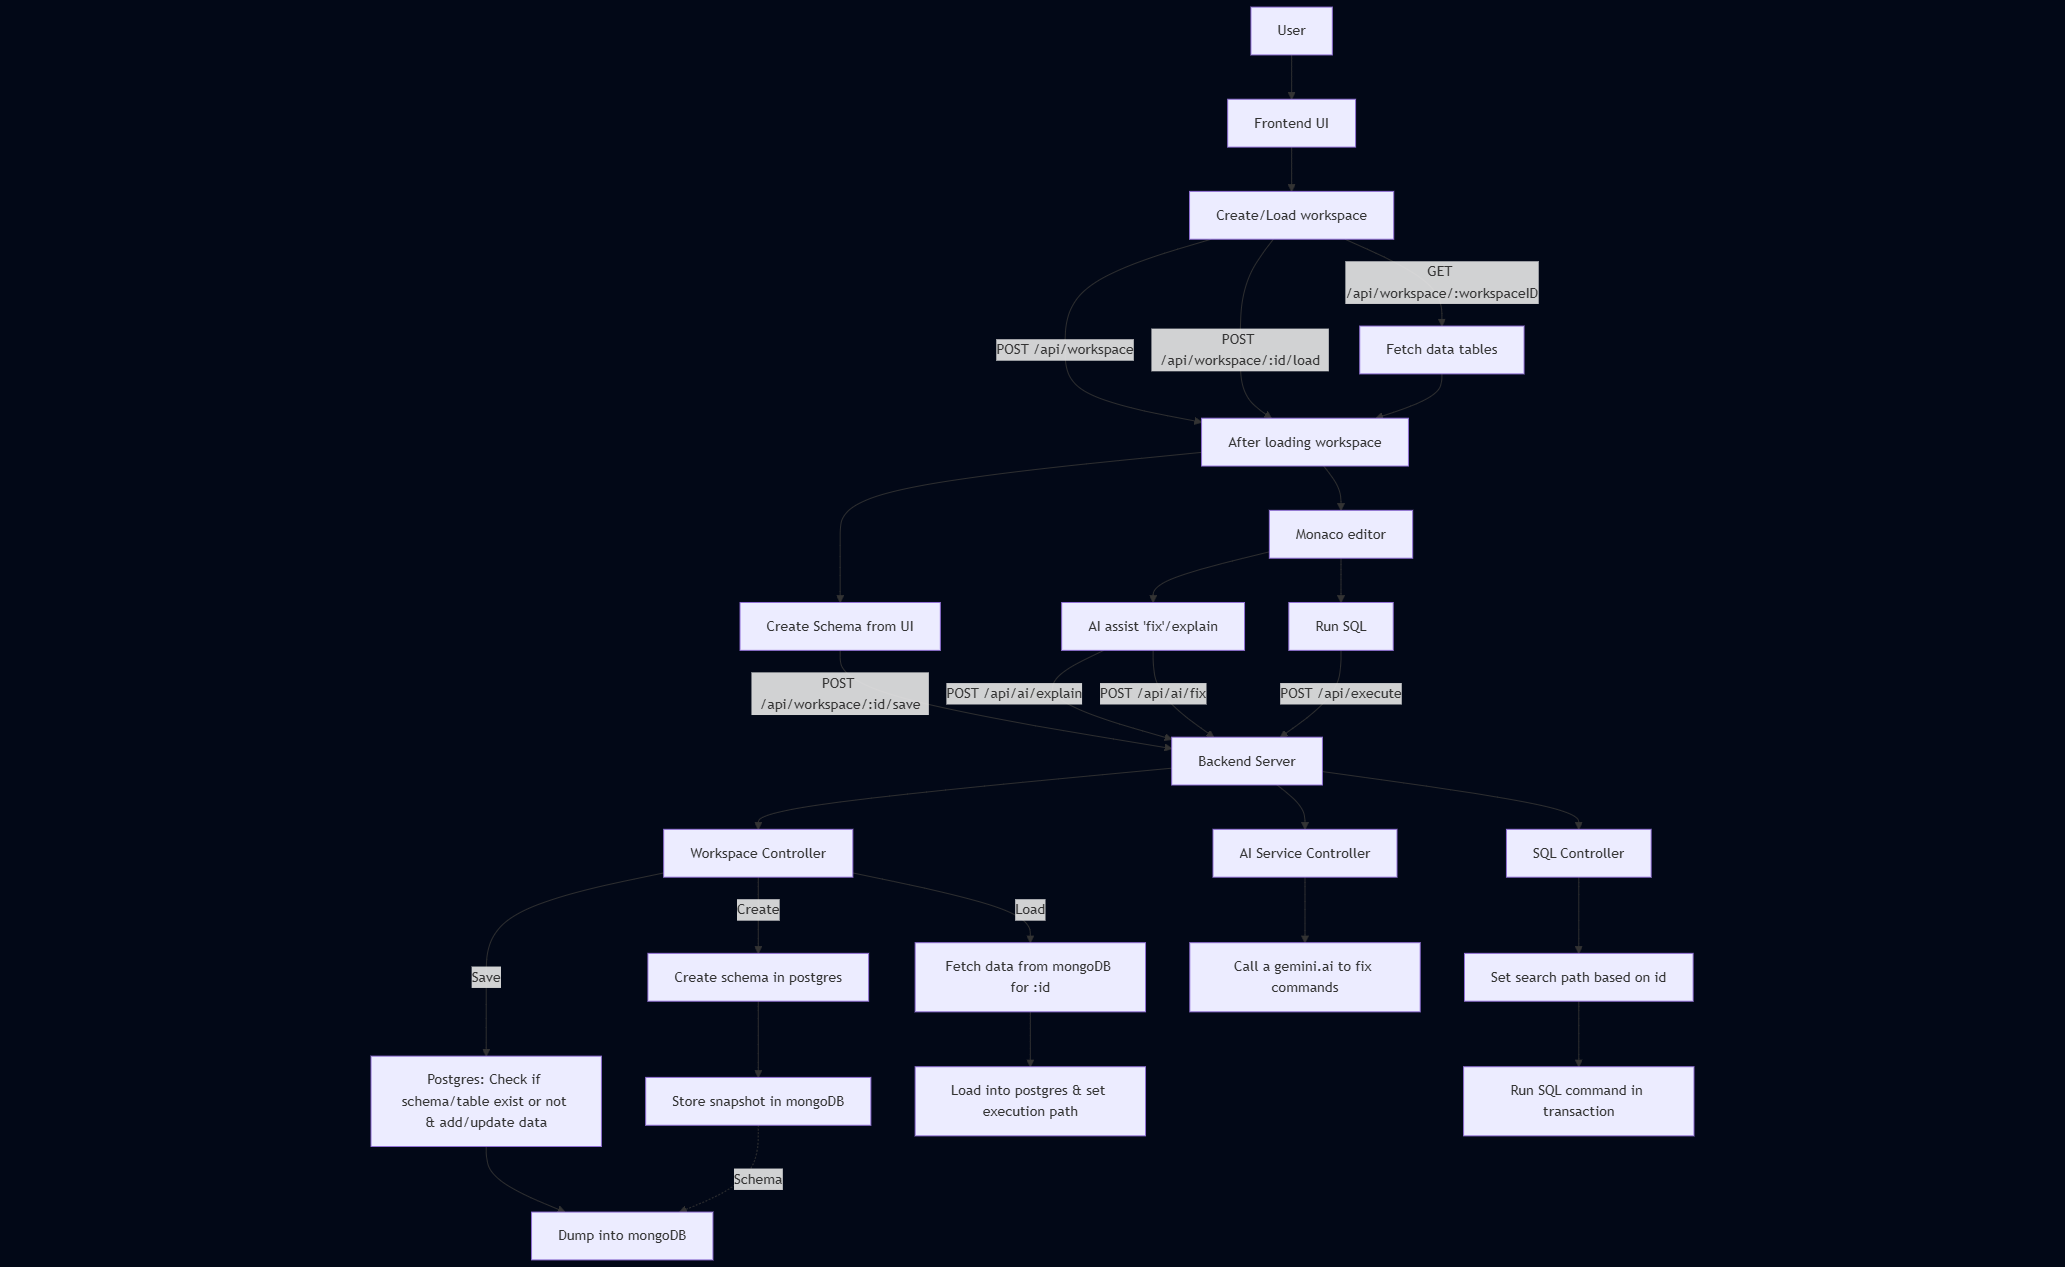 User
Frontend UI
Create/Load workspace
GET
/api/workspace/:workspaceID
POST /api/workspace
POST
/api/workspace/:id/load
Fetch data tables
After loading workspace
Monaco editor
Create Schema from UI
AI assist 'fix'/explain
Run SQL
POST
/api/workspace/:id/save
POST /api/ai/explain
POST /api/ai/fix
POST /api/execute
Backend Server
Workspace Controller
AI Service Controller
SQL Controller
Create
Load
Save
Create schema in postgres
Fetch data from mongoDB
for :id
Call a gemini.ai to fix
commands
Set search path based on id
Postgres: Check if
schema/table exist or not
& add/update data
Store snapshot in mongoDB
Load into postgres & set
execution path
Run SQL command in
transaction
Schema
Dump into mongoDB